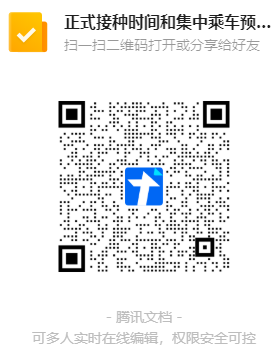 正式接种时间和集中乘车预...
扫一扫二维码打开或分享给好友
- 腾讯文档 -
可多人实时在线编辑，权限安全可控